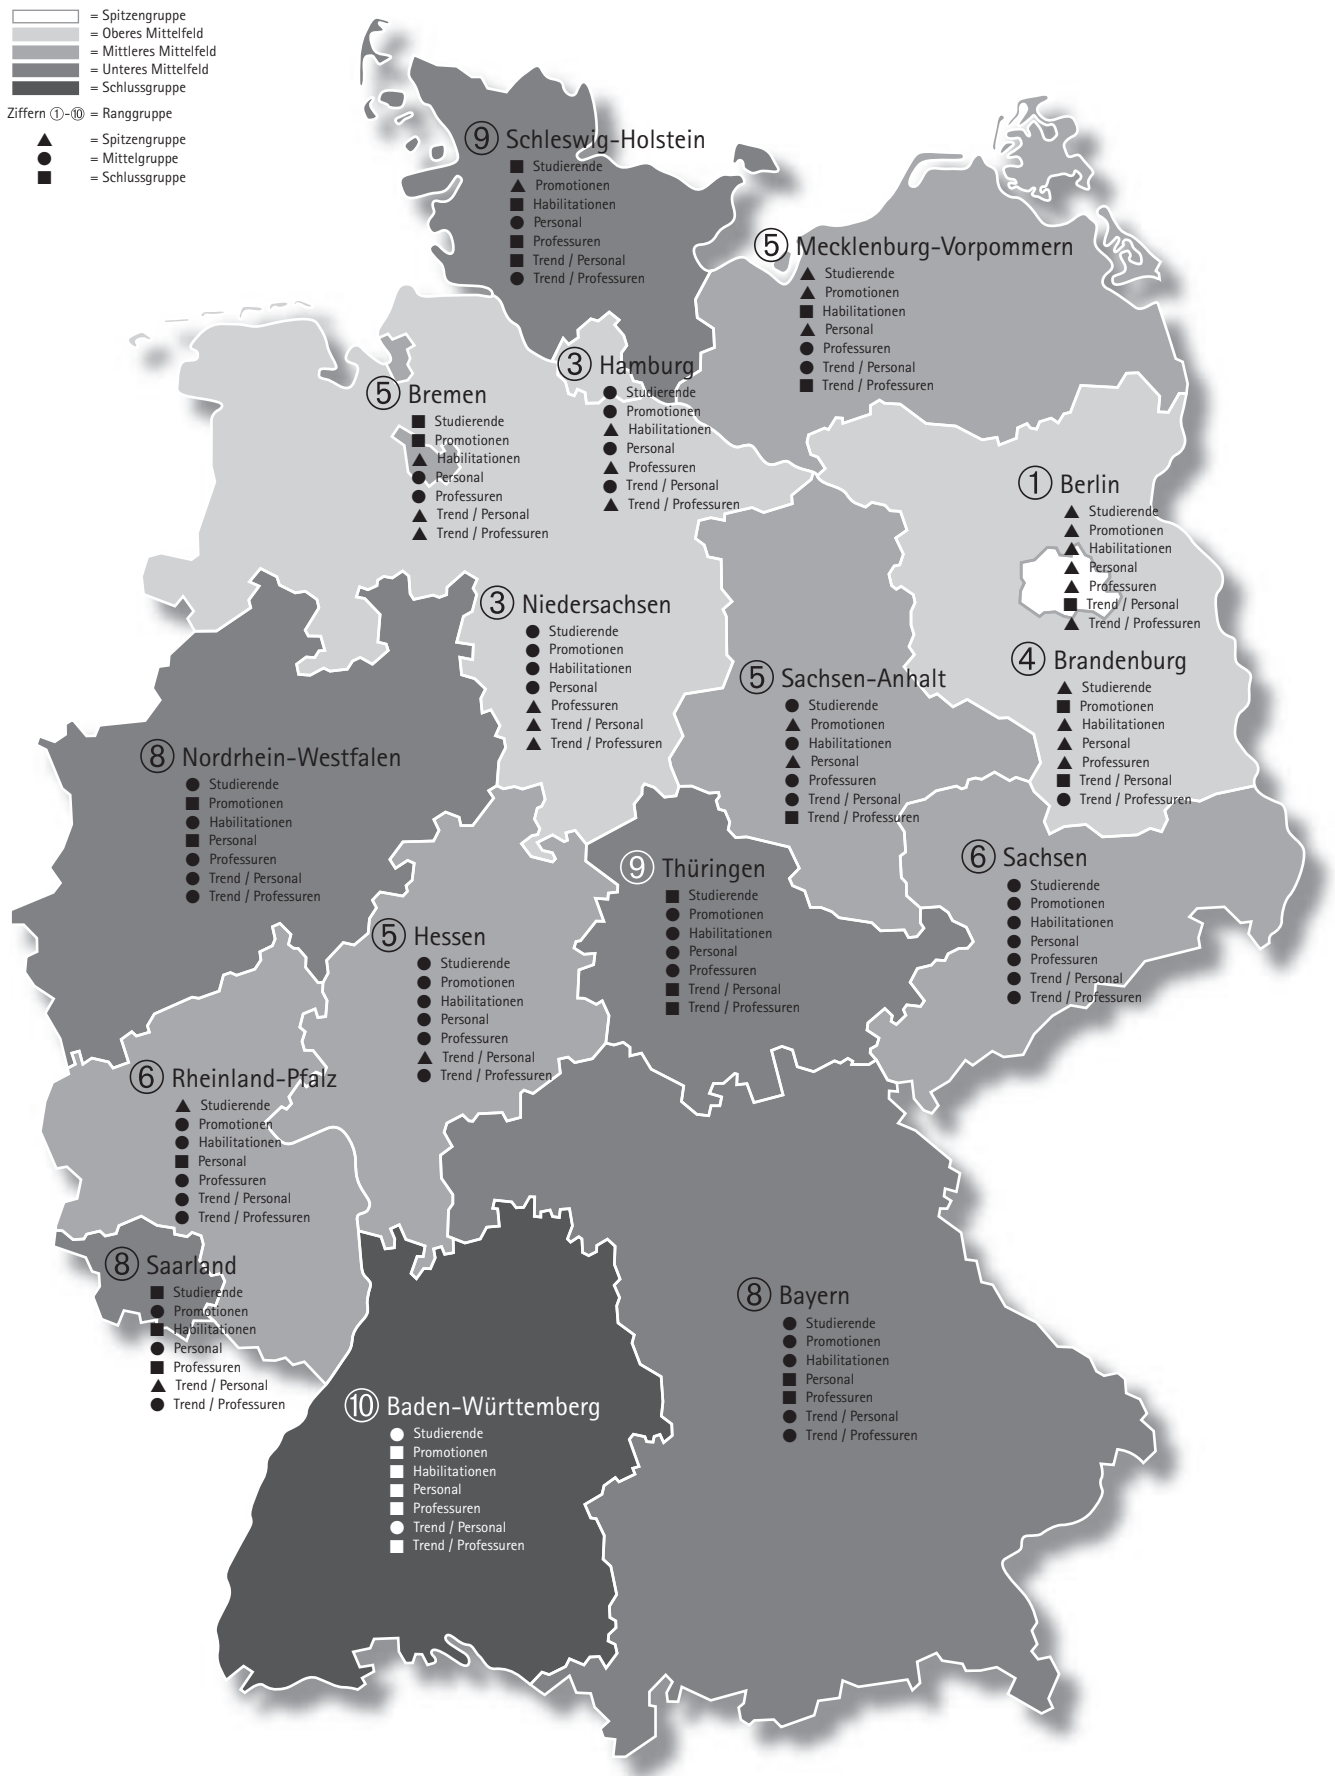 = Spitzengruppe
= Oberes Mittelfeld
= Mittleres Mittelfeld
= Unteres Mittelfeld
= Schlussgruppe
Ziffern ①-⑩ = Ranggruppe
▲ = Spitzengruppe
● = Mittelgruppe
■ = Schlussgruppe
⑨ Schleswig-Holstein
■ Studierende
▲ Promotionen
■ Habilitationen
● Personal
■ Professuren
■ Trend / Personal
● Trend / Professuren
⑤ Mecklenburg-Vorpommern
▲ Studierende
▲ Promotionen
■ Habilitationen
▲ Personal
● Professuren
● Trend / Personal
■ Trend / Professuren
③ Hamburg
● Studierende
● Promotionen
▲ Habilitationen
● Personal
▲ Professuren
● Trend / Personal
▲ Trend / Professuren
⑤ Bremen
■ Studierende
■ Promotionen
▲ Habilitationen
● Personal
● Professuren
▲ Trend / Personal
▲ Trend / Professuren
① Berlin
▲ Studierende
▲ Promotionen
▲ Habilitationen
▲ Personal
▲ Professuren
■ Trend / Personal
▲ Trend / Professuren
③ Niedersachsen
● Studierende
● Promotionen
● Habilitationen
● Personal
▲ Professuren
▲ Trend / Personal
▲ Trend / Professuren
④ Brandenburg
▲ Studierende
■ Promotionen
▲ Habilitationen
▲ Personal
▲ Professuren
■ Trend / Personal
● Trend / Professuren
⑤ Sachsen-Anhalt
● Studierende
▲ Promotionen
● Habilitationen
▲ Personal
● Professuren
● Trend / Personal
■ Trend / Professuren
⑧ Nordrhein-Westfalen
● Studierende
■ Promotionen
● Habilitationen
■ Personal
● Professuren
● Trend / Personal
● Trend / Professuren
⑨ Thüringen
■ Studierende
● Promotionen
● Habilitationen
● Personal
● Professuren
■ Trend / Personal
■ Trend / Professuren
⑥ Sachsen
● Studierende
● Promotionen
● Habilitationen
● Personal
● Professuren
● Trend / Personal
● Trend / Professuren
⑤ Hessen
● Studierende
● Promotionen
● Habilitationen
● Personal
● Professuren
▲ Trend / Personal
● Trend / Professuren
⑥ Rheinland-Pfalz
▲ Studierende
● Promotionen
● Habilitationen
■ Personal
● Professuren
● Trend / Personal
● Trend / Professuren
⑧ Saarland
■ Studierende
● Promotionen
■ Habilitationen
● Personal
■ Professuren
▲ Trend / Personal
● Trend / Professuren
⑧ Bayern
● Studierende
● Promotionen
● Habilitationen
■ Personal
■ Professuren
● Trend / Personal
● Trend / Professuren
⑩ Baden-Württemberg
● Studierende
■ Promotionen
■ Habilitationen
■ Personal
■ Professuren
● Trend / Personal
■ Trend / Professuren